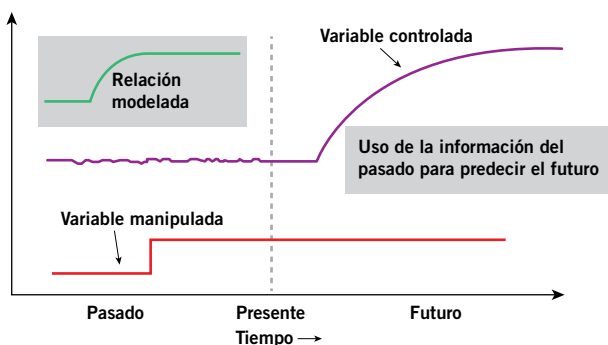 Variable controlada
Relación
modelada
Uso de la información del
pasado para predecir el futuro
Variable manipulada
Pasado
Presente
Futuro
Tiempo →